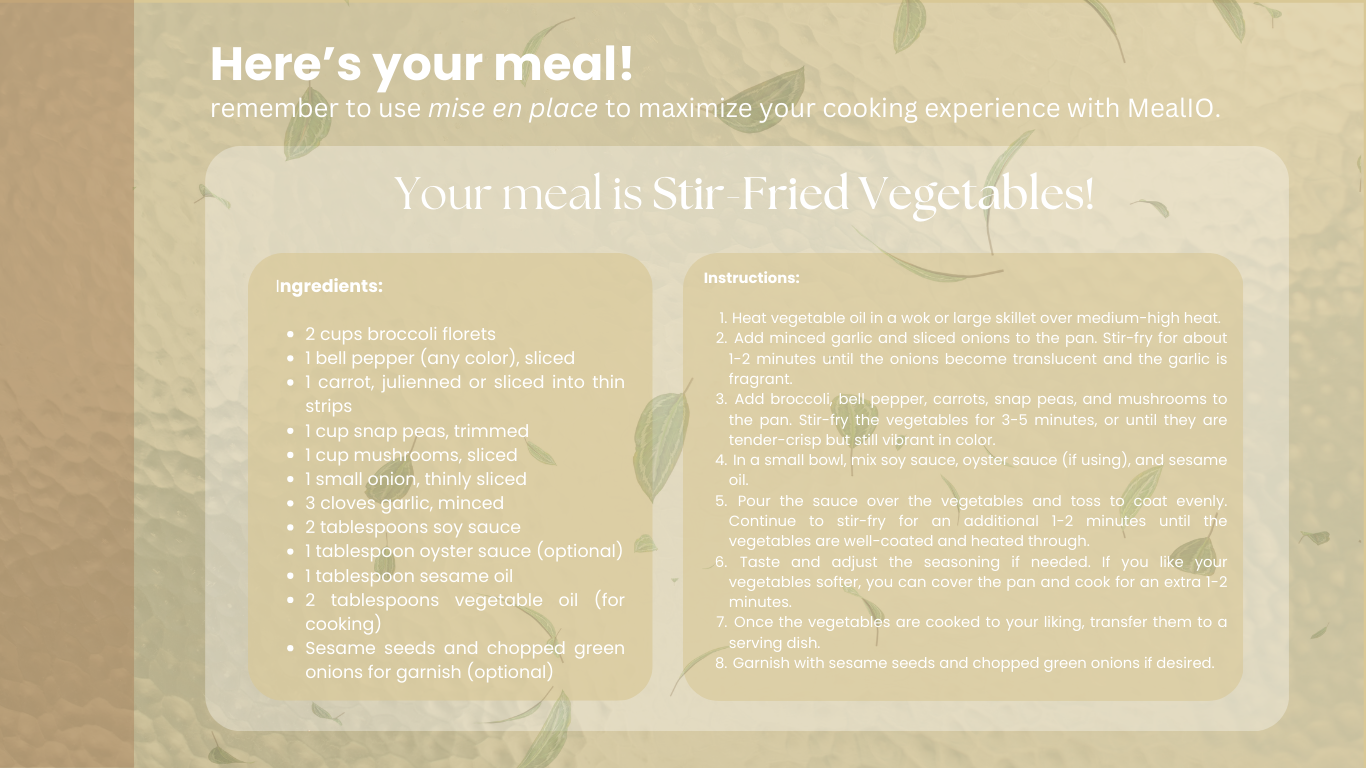 Here's your meal!
remember to use mise en place to maximize your cooking experience with MealIO.
Your meal is Stir-Fried Vegetables!
Ingredients:
• 2 cups broccoli florets
• 1 bell pepper (any color), sliced
• 1 carrot, julienned or sliced into thin
strips
• 1 cup snap peas, trimmed
• 1 cup mushrooms, sliced
• 1 small onion, thinly sliced
• 3 cloves garlic, minced
• 2 tablespoons soy sauce
• 1 tablespoon oyster sauce (optional)
• 1 tablespoon sesame oil
• 2 tablespoons vegetable oil (for
cooking)
• Sesame seeds and chopped green
onions for garnish (optional)
Instructions:
1. Heat vegetable oil in a wok or large skillet over medium-high heat.
2. Add minced garlic and sliced onions to the pan. Stir-fry for about
1-2 minutes until the onions become translucent and the garlic is
fragrant.
3. Add broccoli, bell pepper, carrots, snap peas, and mushrooms to
the pan. Stir-fry the vegetables for 3-5 minutes, or until they are
tender-crisp but still vibrant in color.
4. In a small bowl, mix soy sauce, oyster sauce (if using), and sesame
oil.
5. Pour the sauce over the vegetables and toss to coat evenly.
Continue to stir-fry for an additional 1-2 minutes until the
vegetables are well-coated and heated through.
6. Taste and adjust the seasoning if needed. If you like your
vegetables softer, you can cover the pan and cook for an extra 1-2
minutes.
7. Once the vegetables are cooked to your liking, transfer them to a
serving dish.
8. Garnish with sesame seeds and chopped green onions if desired.